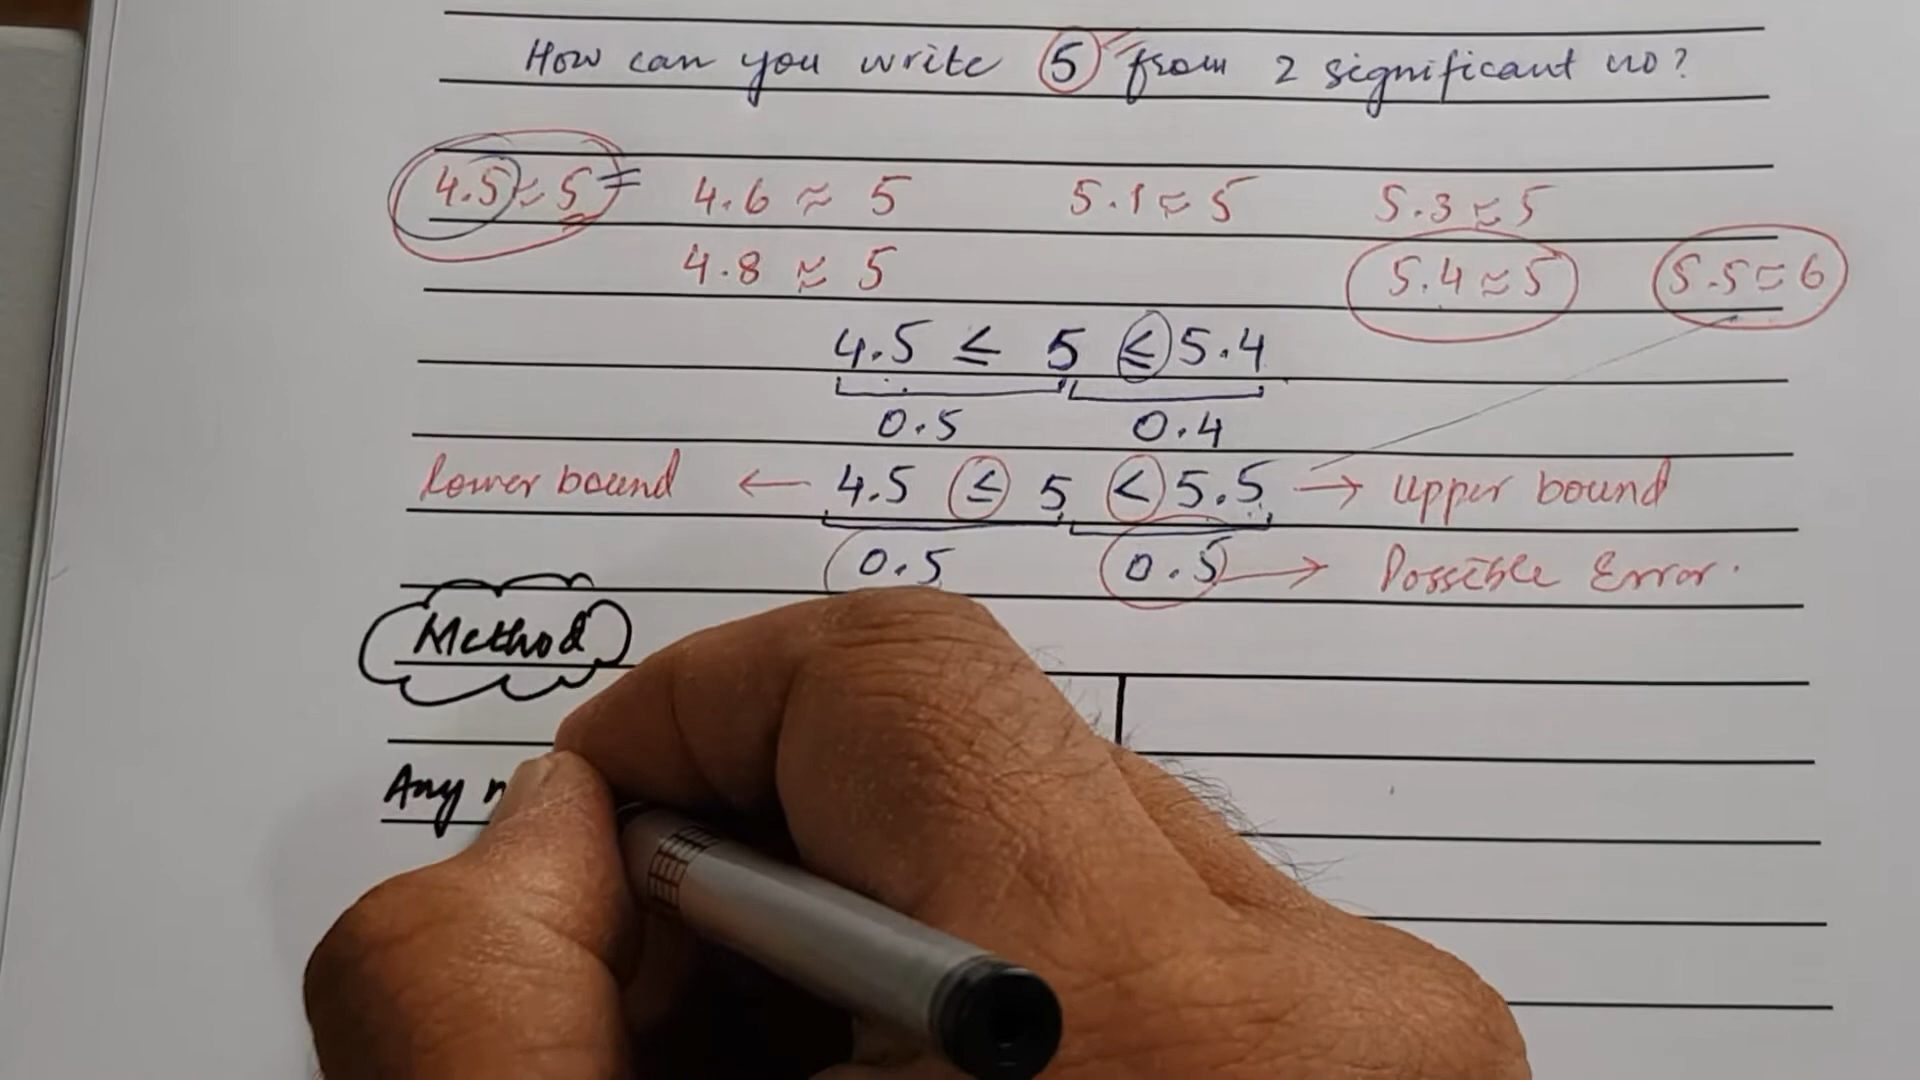 How can you write 5 from 2 significant no?
4.5 ≈ 5 4.6 ≈ 5 5.1 ≈ 5 5.3 ≈ 5
4.8 ≈ 5 5.4 ≈ 5 5.5 ≈ 6
4.5 ≤ 5 ≤ 5.4
0.5 0.4
Lower bound ← 4.5 ≤ 5 < 5.5 → upper bound
0.5 0.5 → Possible Error.
Method
Any n